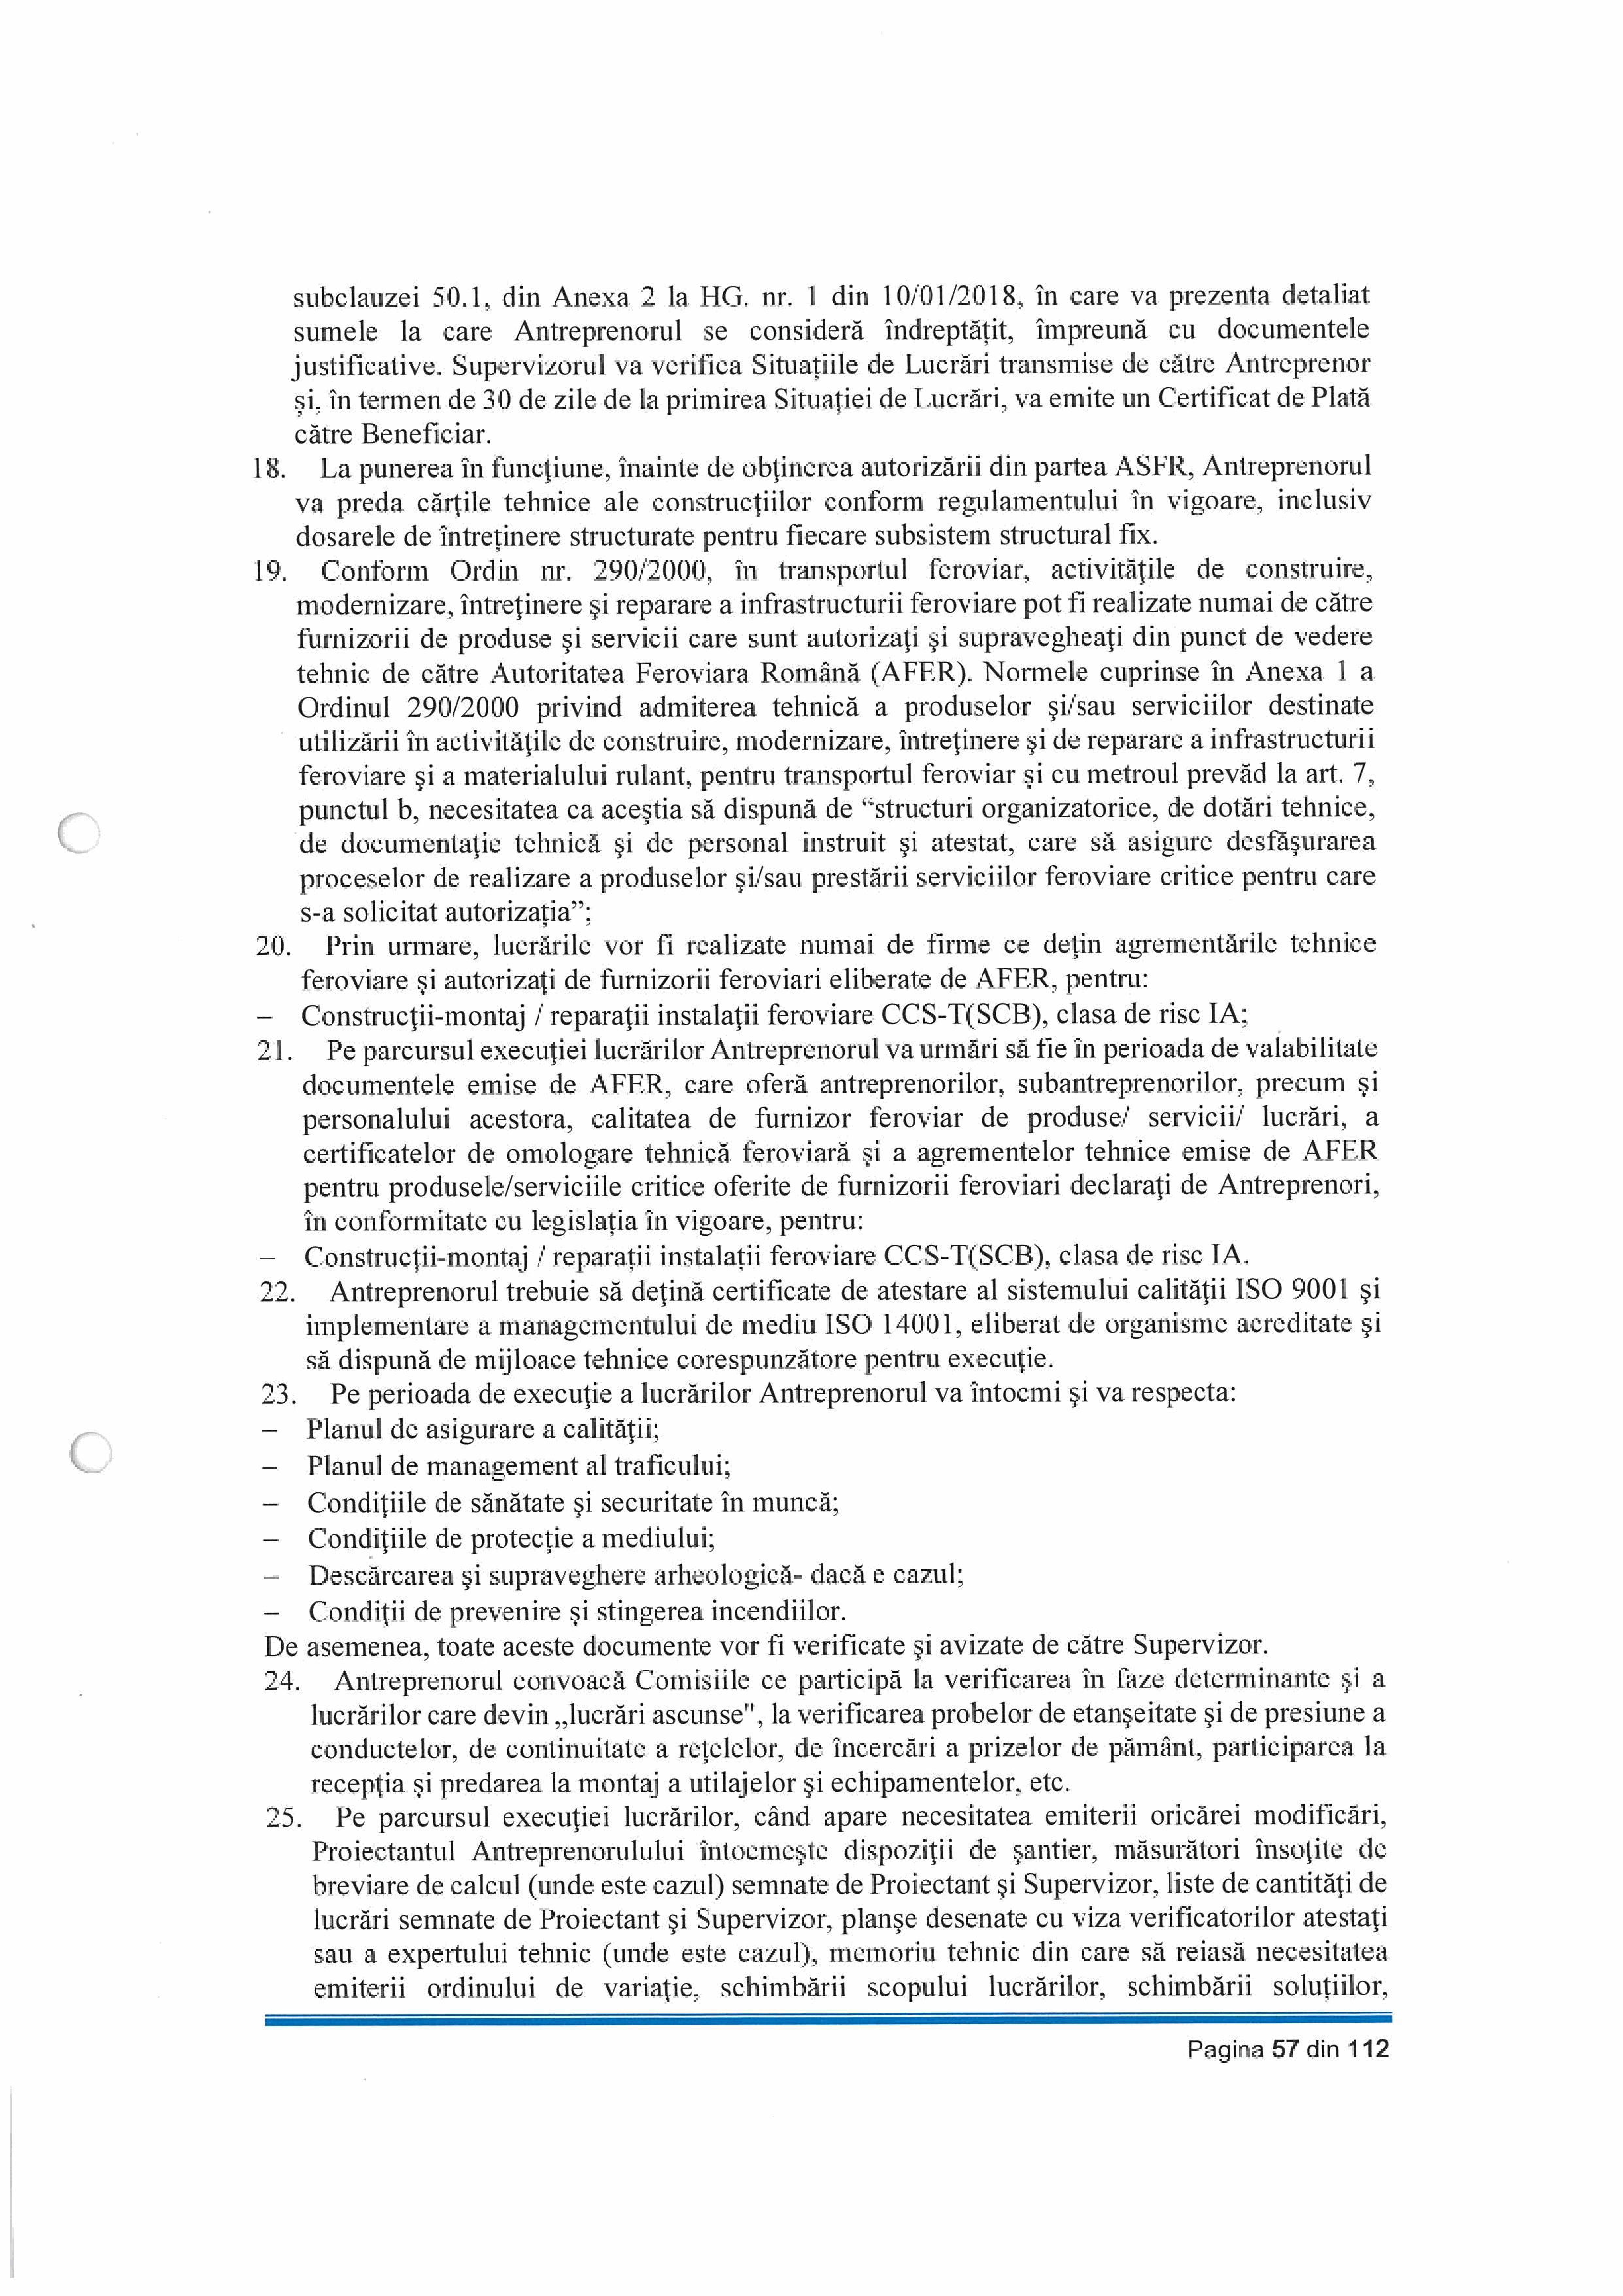 subclauzei 50.1, din Anexa 2 la HG. nr. 1 din 10/01/2018, în care va prezenta detaliat
sumele la care Antreprenorul se consideră îndreptățit, împreună cu documentele
justificative. Supervizorul va verifica Situațiile de Lucrări transmise de către Antreprenor
și, în termen de 30 de zile de la primirea Situației de Lucrări, va emite un Certificat de Plată
către Beneficiar.
18. La punerea în funcţiune, înainte de obţinerea autorizării din partea ASFR, Antreprenorul
va preda cărţile tehnice ale construcţiilor conform regulamentului în vigoare, inclusiv
dosarele de întreținere structurate pentru fiecare subsistem structural fix.
19. Conform Ordin nr. 290/2000, în transportul feroviar, activităţile de construire,
modernizare, întreţinere şi reparare a infrastructurii feroviare pot fi realizate numai de către
furnizorii de produse şi servicii care sunt autorizaţi şi supravegheaţi din punct de vedere
tehnic de către Autoritatea Feroviara Română (AFER). Normele cuprinse în Anexa 1 a
Ordinul 290/2000 privind admiterea tehnică a produselor şi/sau serviciilor destinate
utilizării în activităţile de construire, modernizare, întreţinere şi de reparare a infrastructurii
feroviare şi a materialului rulant, pentru transportul feroviar şi cu metroul prevăd la art. 7,
punctul b, necesitatea ca aceştia să dispună de “structuri organizatorice, de dotări tehnice,
de documentaţie tehnică şi de personal instruit şi atestat, care să asigure desfăşurarea
proceselor de realizare a produselor şi/sau prestării serviciilor feroviare critice pentru care
s-a solicitat autorizația”;
20. Prin urmare, lucrările vor fi realizate numai de firme ce deţin agrementările tehnice
feroviare şi autorizaţi de furnizorii feroviari eliberate de AFER, pentru:
– Construcţii-montaj / reparaţii instalaţii feroviare CCS-T(SCB), clasa de risc IA;
21. Pe parcursul execuţiei lucrărilor Antreprenorul va urmări să fie în perioada de valabilitate
documentele emise de AFER, care oferă antreprenorilor, subantreprenorilor, precum şi
personalului acestora, calitatea de furnizor feroviar de produse/ servicii/ lucrări, a
certificatelor de omologare tehnică feroviară şi a agrementelor tehnice emise de AFER
pentru produsele/serviciile critice oferite de furnizorii feroviari declaraţi de Antreprenori,
în conformitate cu legislația în vigoare, pentru:
– Construcții-montaj / reparații instalații feroviare CCS-T(SCB), clasa de risc IA.
22. Antreprenorul trebuie să deţină certificate de atestare al sistemului calităţii ISO 9001 şi
implementare a managementului de mediu ISO 14001, eliberat de organisme acreditate şi
să dispună de mijloace tehnice corespunzătore pentru execuţie.
23. Pe perioada de execuţie a lucrărilor Antreprenorul va întocmi şi va respecta:
– Planul de asigurare a calităţii;
– Planul de management al traficului;
– Condiţiile de sănătate şi securitate în muncă;
– Condiţiile de protecţie a mediului;
– Descărcarea şi supraveghere arheologică- dacă e cazul;
– Condiţii de prevenire şi stingerea incendiilor.
De asemenea, toate aceste documente vor fi verificate şi avizate de către Supervizor.
24. Antreprenorul convoacă Comisiile ce participă la verificarea în faze determinante şi a
lucrărilor care devin „lucrări ascunse", la verificarea probelor de etanşeitate şi de presiune a
conductelor, de continuitate a reţelelor, de încercări a prizelor de pământ, participarea la
recepţia şi predarea la montaj a utilajelor şi echipamentelor, etc.
25. Pe parcursul execuţiei lucrărilor, când apare necesitatea emiterii oricărei modificări,
Proiectantul Antreprenorulului întocmeşte dispoziţii de şantier, măsurători însoţite de
breviare de calcul (unde este cazul) semnate de Proiectant şi Supervizor, liste de cantităţi de
lucrări semnate de Proiectant şi Supervizor, planşe desenate cu viza verificatorilor atestaţi
sau a expertului tehnic (unde este cazul), memoriu tehnic din care să reiasă necesitatea
emiterii ordinului de variaţie, schimbării scopului lucrărilor, schimbării soluțiilor,
Pagina 57 din 112